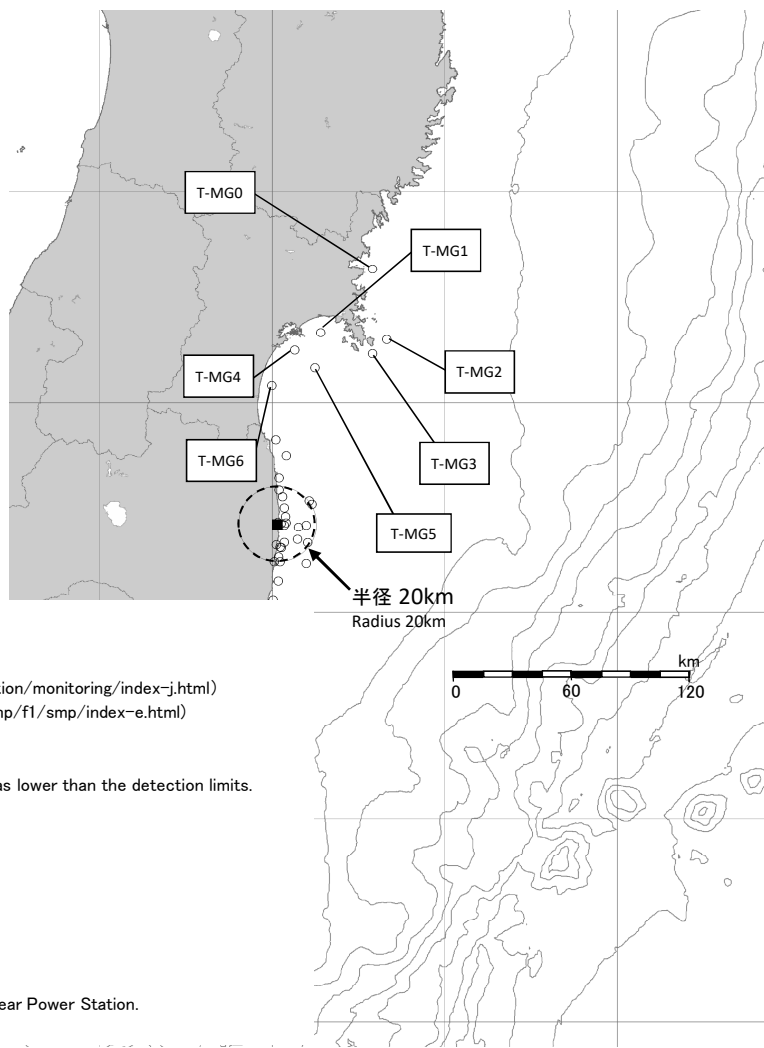 T-MG0
T-MG1
T-MG2
T-MG4
T-MG6
T-MG3
T-MG5
半径 20km
Radius 20km
km
0 60 120
tion/monitoring/index-j.html)
np/f1/smp/index-e.html)
as lower than the detection limits.
ear Power Station.